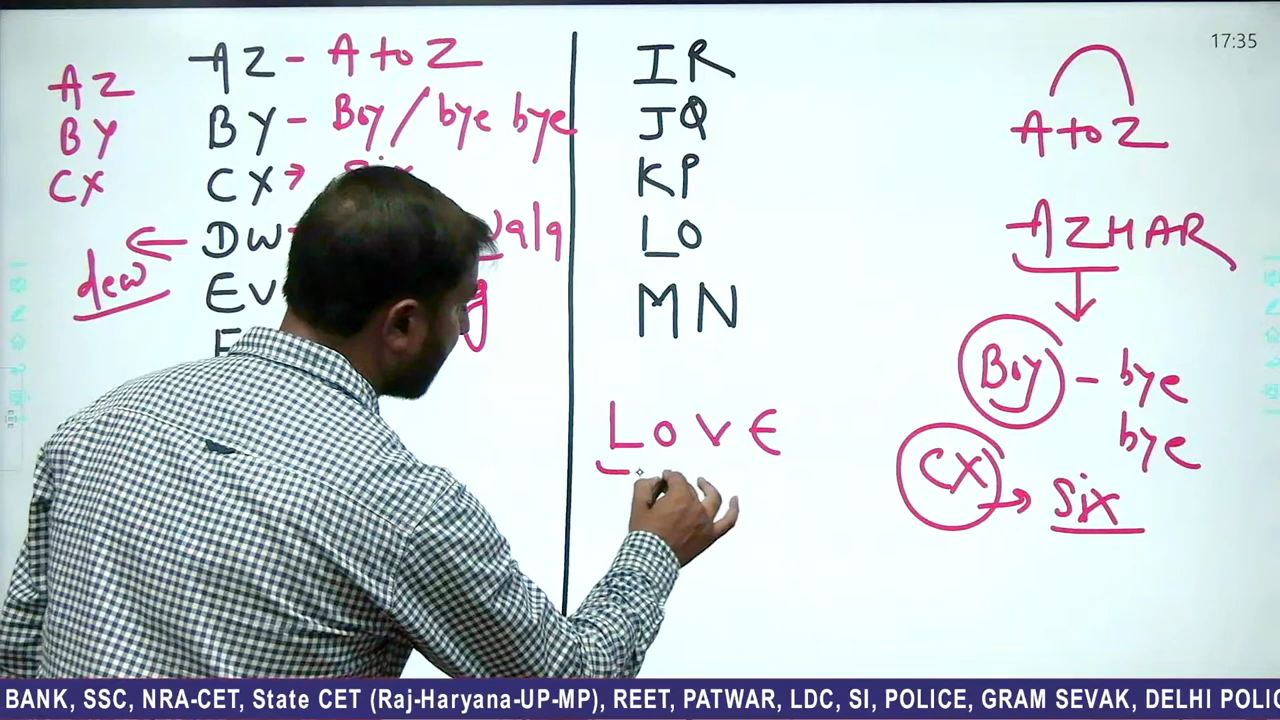 17:35
AZ
BY
CX
AZ - A to Z
BY - Boy / bye bye
CX → Six
DW
dew
EV
IR
JQ
KP
LO
MN
LOVE
A to Z
AZHAR
Boy - bye
bye
CX → Six
BANK, SSC, NRA-CET, State CET (Raj-Haryana-UP-MP), REET, PATWAR, LDC, SI, POLICE, GRAM SEVAK, DELHI POLIC